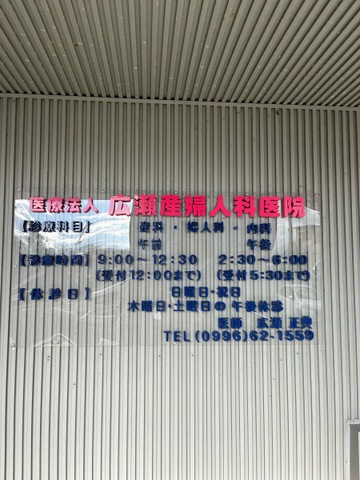 医療法人 広瀬産婦人科医院
【診療科目】 産科・婦人科・内科
午前 午後
【診療時間】 9:00～12:30 2:30～6:00
(受付12:00まで) (受付5:30まで)
【休診日】 日曜日・祝日
木曜日・土曜日の午後休診
医師 広瀬 正典
TEL (0996)62-1559